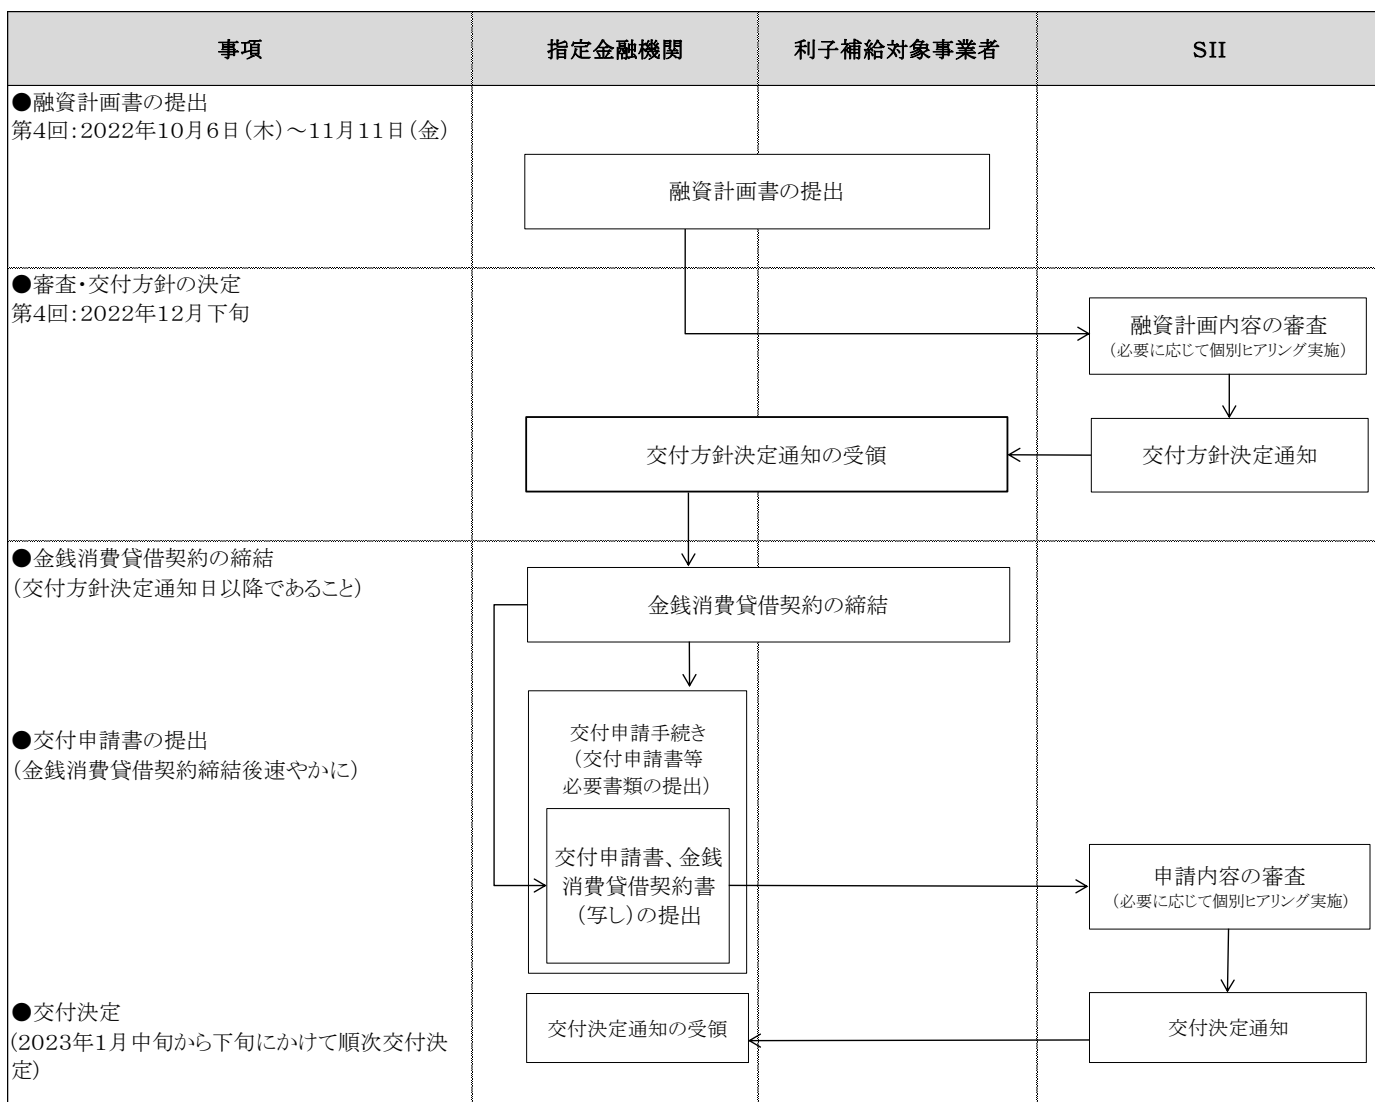 事項
指定金融機関
利子補給対象事業者
SII
●融資計画書の提出
第4回:2022年10月6日(木)～11月11日(金)
融資計画書の提出
●審査・交付方針の決定
第4回:2022年12月下旬
融資計画内容の審査
(必要に応じて個別ヒアリング実施)
交付方針決定通知の受領
交付方針決定通知
●金銭消費貸借契約の締結
(交付方針決定通知日以降であること)
金銭消費貸借契約の締結
●交付申請書の提出
(金銭消費貸借契約締結後速やかに)
交付申請手続き
(交付申請書等
必要書類の提出)
交付申請書、金銭
消費貸借契約書
(写し)の提出
申請内容の審査
(必要に応じて個別ヒアリング実施)
●交付決定
(2023年1月中旬から下旬にかけて順次交付決
定)
交付決定通知の受領
交付決定通知